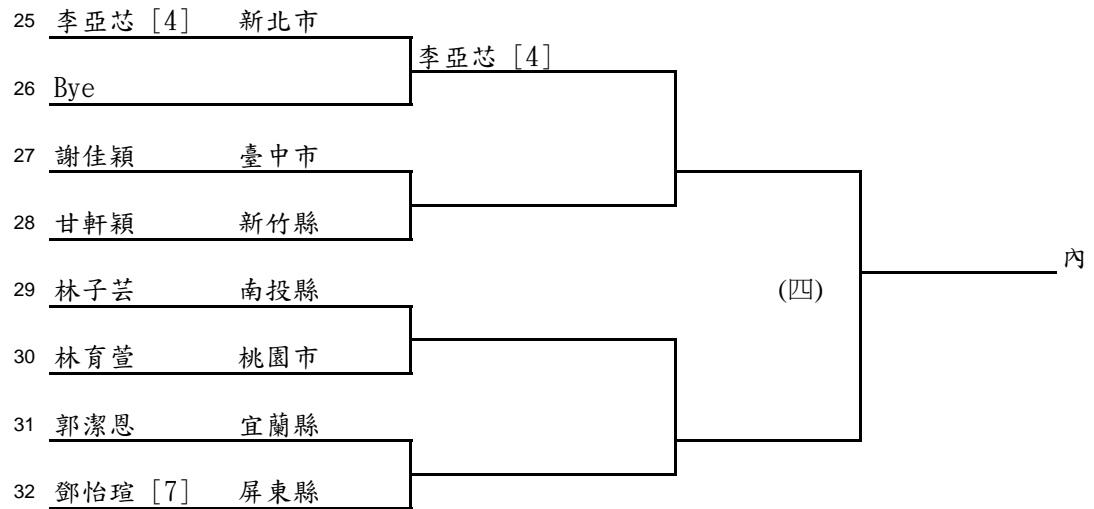 25 李亞芯 [4] 新北市
李亞芯 [4]
26 Bye
27 謝佳穎 臺中市
28 甘軒穎 新竹縣
內
29 林子芸 南投縣 (四)
30 林育萱 桃園市
31 郭潔恩 宜蘭縣
32 鄧怡瑄 [7] 屏東縣